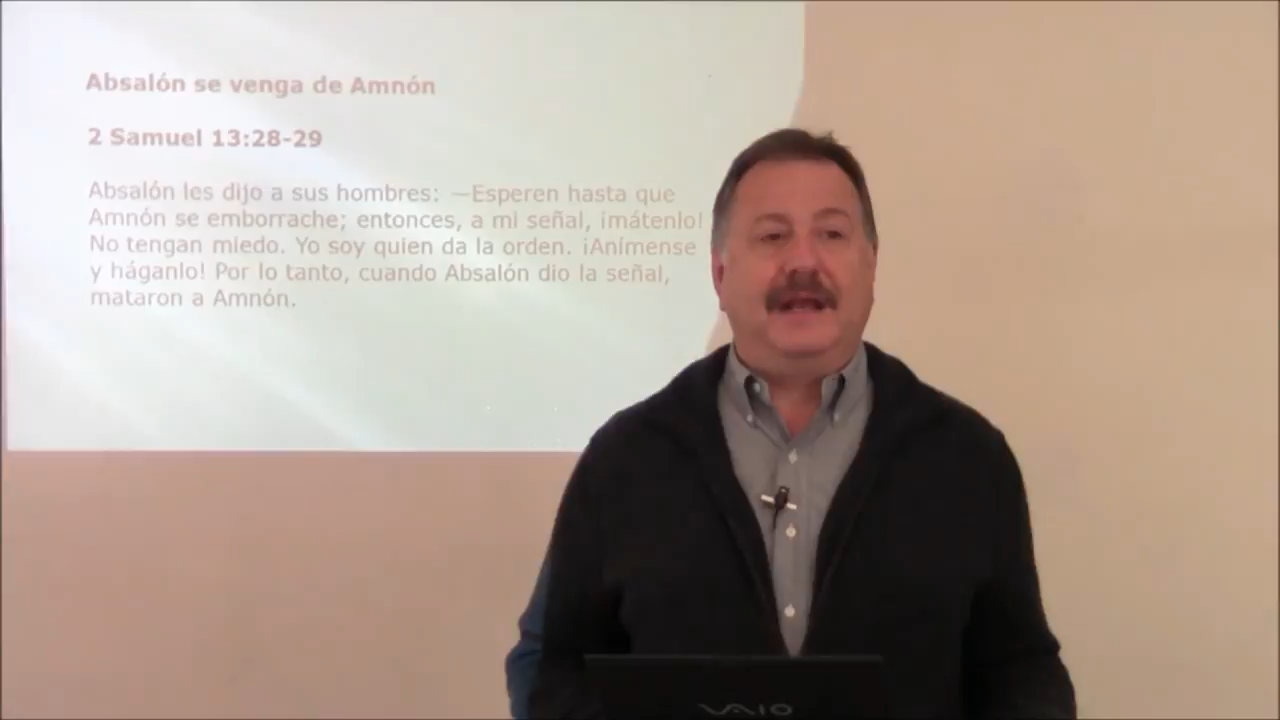 Absalón se venga de Amnón
2 Samuel 13:28-29
Absalón les dijo a sus hombres: —Esperen hasta que
Amnón se emborrache; entonces, a mi señal, ¡mátenlo!
No tengan miedo. Yo soy quien da la orden. ¡Anímense
y háganlo! Por lo tanto, cuando Absalón dio la señal,
mataron a Amnón.
VAIO